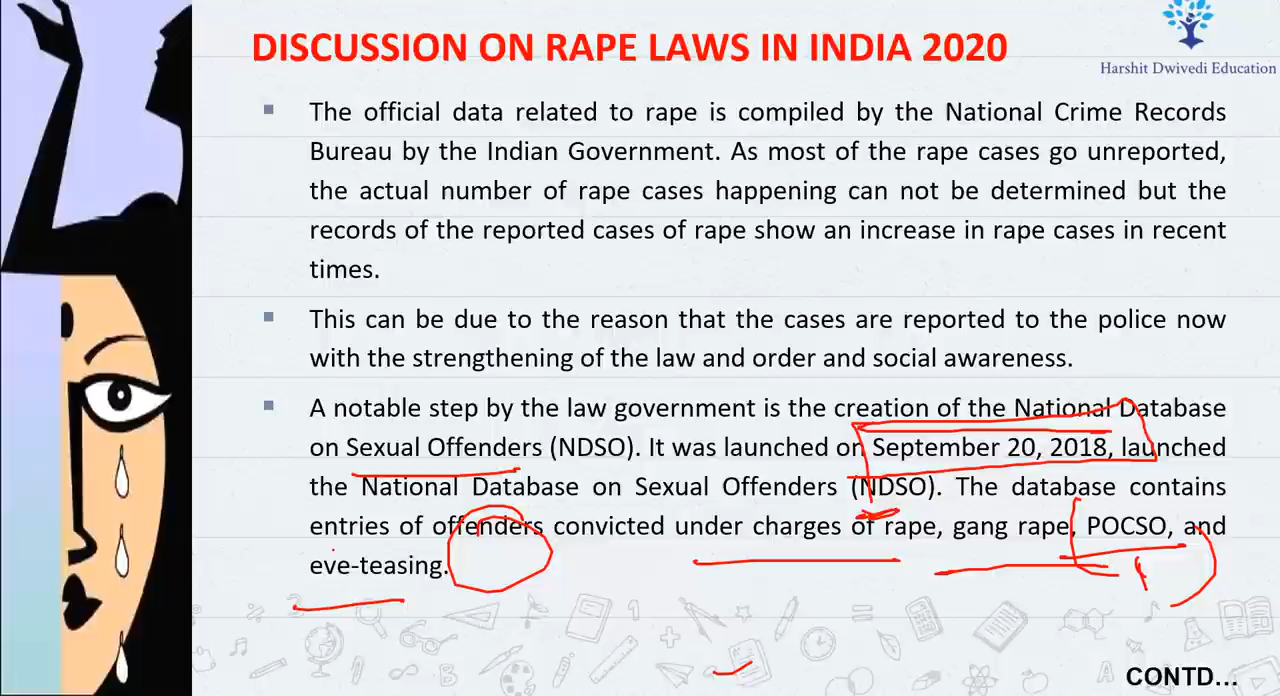 DISCUSSION ON RAPE LAWS IN INDIA 2020
Harshit Dwivedi Education
The official data related to rape is compiled by the National Crime Records
Bureau by the Indian Government. As most of the rape cases go unreported,
the actual number of rape cases happening can not be determined but the
records of the reported cases of rape show an increase in rape cases in recent
times.
This can be due to the reason that the cases are reported to the police now
with the strengthening of the law and order and social awareness.
A notable step by the law government is the creation of the National Database
on Sexual Offenders (NDSO). It was launched on September 20, 2018, launched
the National Database on Sexual Offenders (NDSO). The database contains
entries of offenders convicted under charges of rape, gang rape, POCSO, and
eve-teasing.
CONTD...